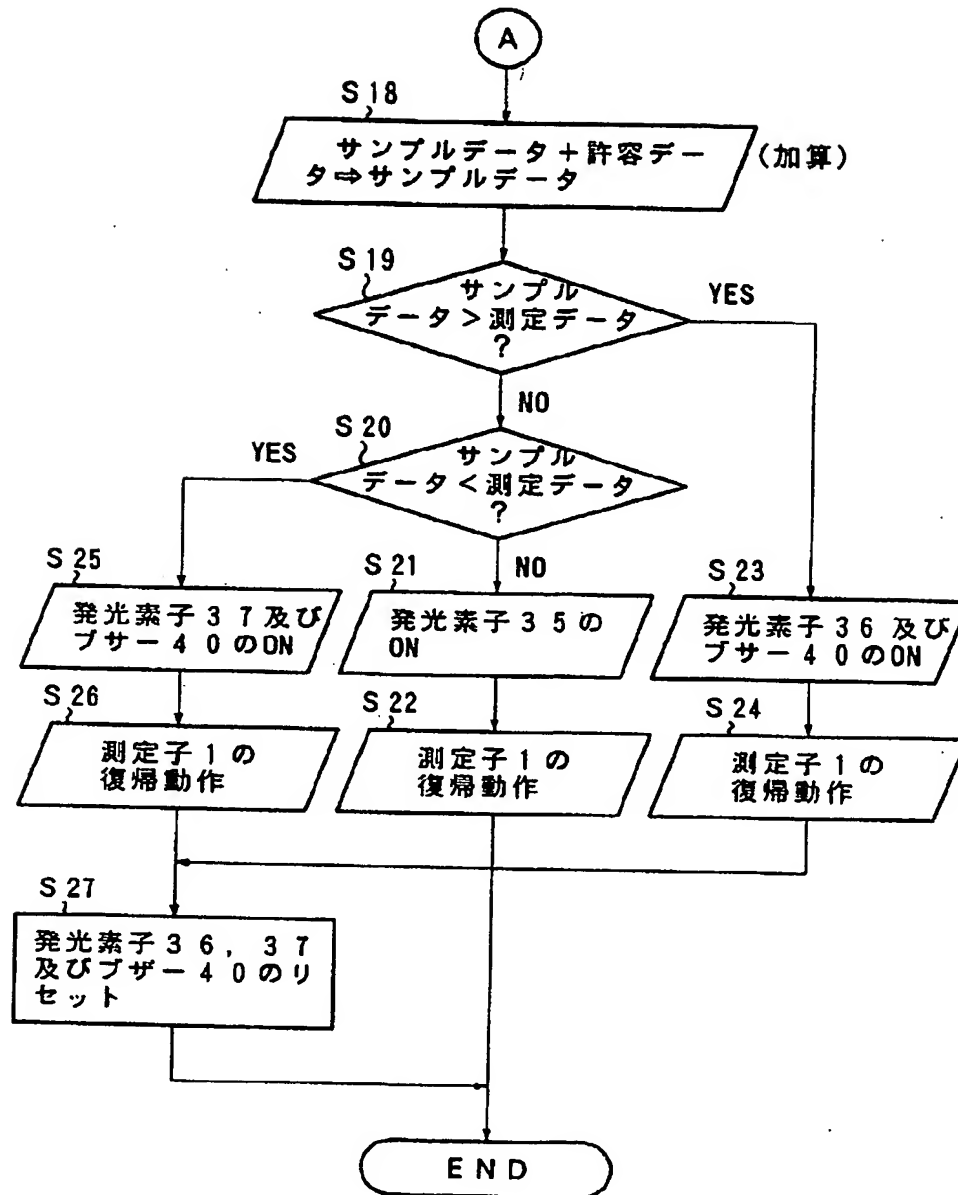 A
S18
サンプルデータ+許容デー
タ⇨サンプルデータ
(加算)
S19
サンプル
データ>測定データ
?
YES
NO
S20
サンプル
データ<測定データ
?
YES
NO
S25
発光素子37及び
ブサー40のON
S21
発光素子35の
ON
S23
発光素子36及び
ブサー40のON
S26
測定子1の
復帰動作
S22
測定子1の
復帰動作
S24
測定子1の
復帰動作
S27
発光素子36,37
及びブザー40のリ
セット
END